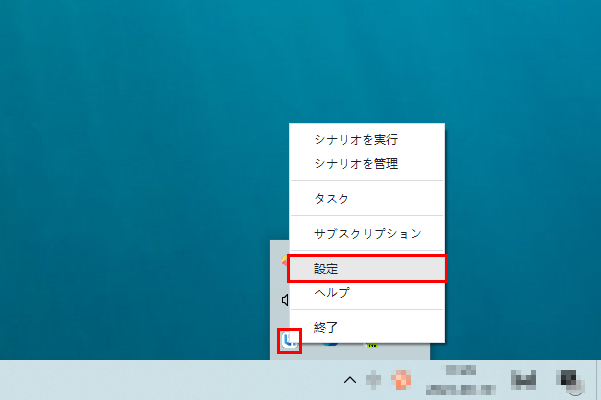 シナリオを実行
シナリオを管理
タスク
サブスクリプション
設定
ヘルプ
終了